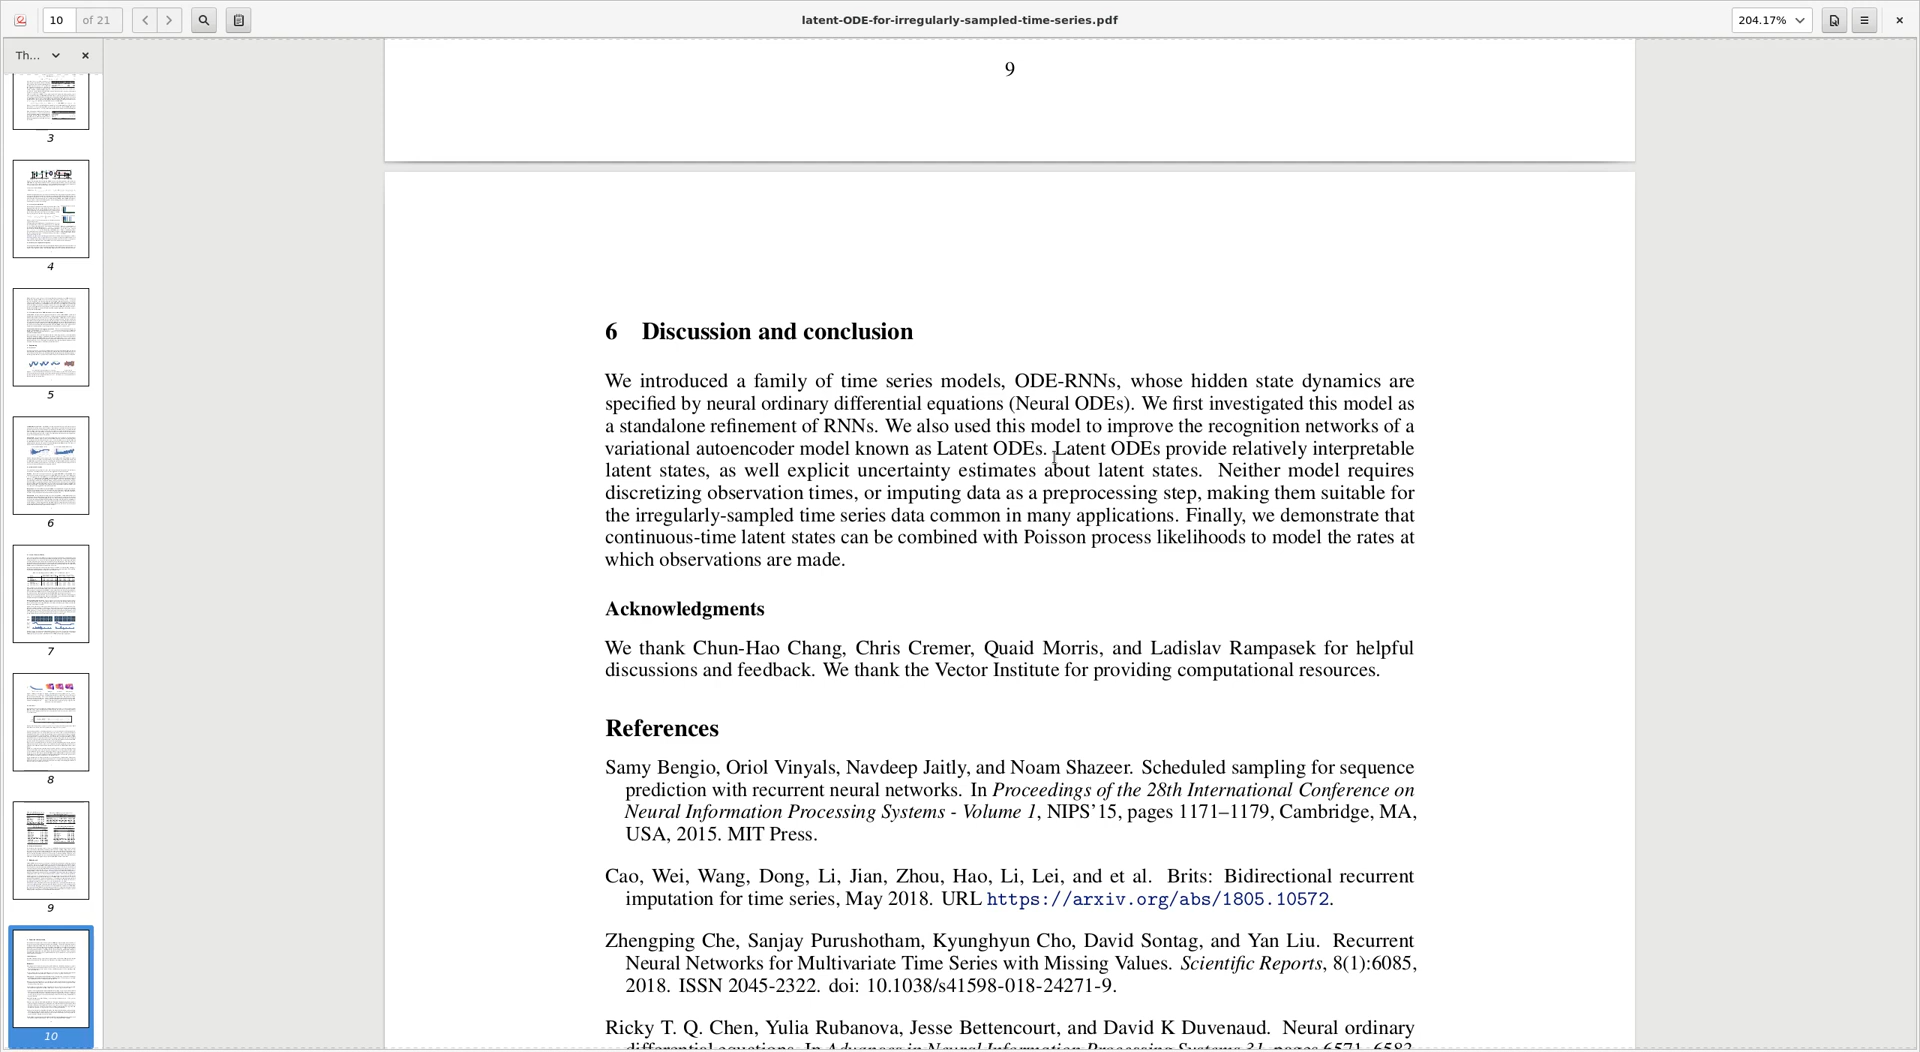 10 of 21
latent-ODE-for-irregularly-sampled-time-series.pdf
204.17%
Th...
3
4
5
6
7
8
9
10
9
6 Discussion and conclusion
We introduced a family of time series models, ODE-RNNs, whose hidden state dynamics are
specified by neural ordinary differential equations (Neural ODEs). We first investigated this model as
a standalone refinement of RNNs. We also used this model to improve the recognition networks of a
variational autoencoder model known as Latent ODEs. Latent ODEs provide relatively interpretable
latent states, as well explicit uncertainty estimates about latent states. Neither model requires
discretizing observation times, or imputing data as a preprocessing step, making them suitable for
the irregularly-sampled time series data common in many applications. Finally, we demonstrate that
continuous-time latent states can be combined with Poisson process likelihoods to model the rates at
which observations are made.
Acknowledgments
We thank Chun-Hao Chang, Chris Cremer, Quaid Morris, and Ladislav Rampasek for helpful
discussions and feedback. We thank the Vector Institute for providing computational resources.
References
Samy Bengio, Oriol Vinyals, Navdeep Jaitly, and Noam Shazeer. Scheduled sampling for sequence
prediction with recurrent neural networks. In Proceedings of the 28th International Conference on
Neural Information Processing Systems - Volume 1, NIPS'15, pages 1171–1179, Cambridge, MA,
USA, 2015. MIT Press.
Cao, Wei, Wang, Dong, Li, Jian, Zhou, Hao, Li, Lei, and et al. Brits: Bidirectional recurrent
imputation for time series, May 2018. URL https://arxiv.org/abs/1805.10572.
Zhengping Che, Sanjay Purushotham, Kyunghyun Cho, David Sontag, and Yan Liu. Recurrent
Neural Networks for Multivariate Time Series with Missing Values. Scientific Reports, 8(1):6085,
2018. ISSN 2045-2322. doi: 10.1038/s41598-018-24271-9.
Ricky T. Q. Chen, Yulia Rubanova, Jesse Bettencourt, and David K Duvenaud. Neural ordinary
differential equations. In Advances in Neural Information Processing Systems 31, pages 6571–6583